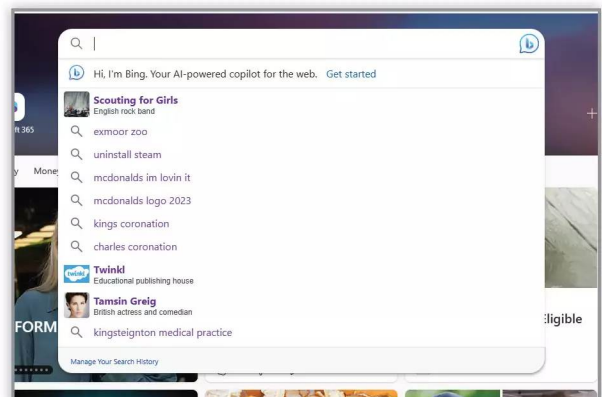 Hi, I'm Bing. Your AI-powered copilot for the web. Get started
Scouting for Girls
English rock band
ft 365
exmoor zoo
uninstall steam
y Mone
mcdonalds im lovin it
mcdonalds logo 2023
kings coronation
charles coronation
twinkl
Twinkl
Educational publishing house
Tamsin Greig
British actress and comedian
FORM
Eligible
kingsteignton medical practice
Manage Your Search History